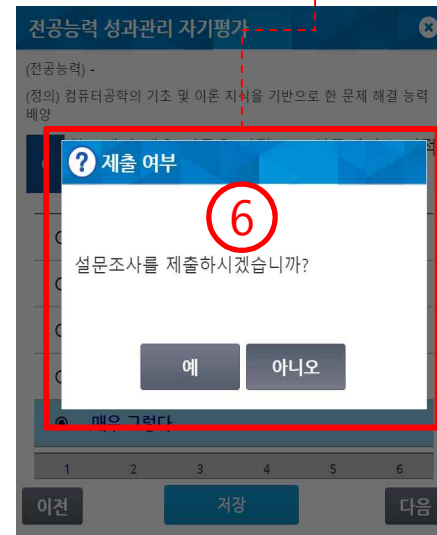 전공능력 성과관리 자기평가
(전공능력) -
(정의) 컴퓨터공학의 기초 및 이론 지식을 기반으로 한 문제 해결 능력
배양
제출 여부
6
설문조사를 제출하시겠습니까?
예 아니오
매우 그렇다
1 2 3 4 5 6
이전 저장 다음